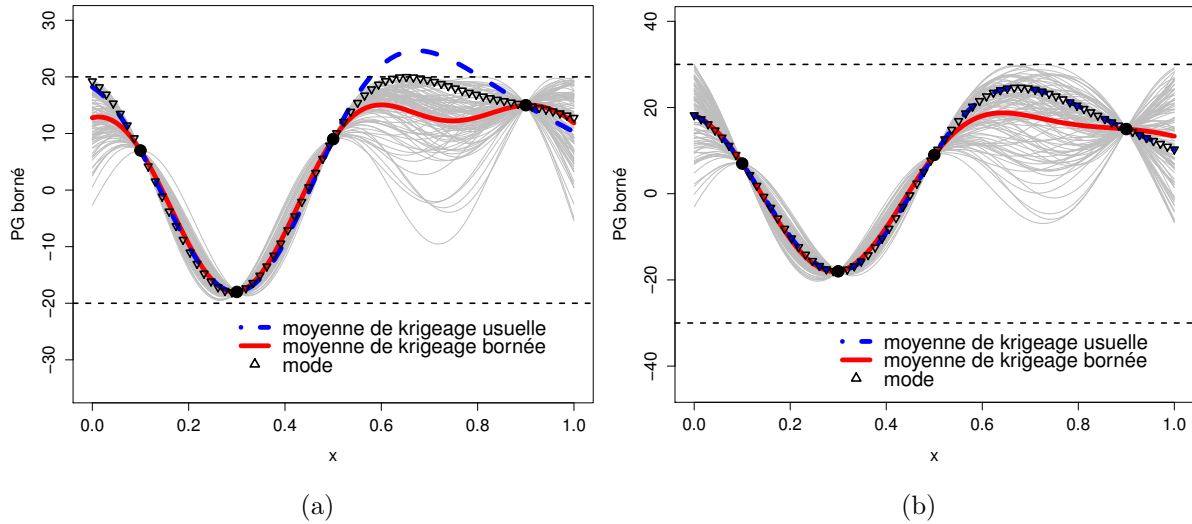 30
20
10
0
−10
−20
−30
PG borné
moyenne de krigeage usuelle
moyenne de krigeage bornée
mode
0.0 0.2 0.4 0.6 0.8 1.0
x
(a)
40
20
0
−20
−40
PG borné
moyenne de krigeage usuelle
moyenne de krigeage bornée
mode
0.0 0.2 0.4 0.6 0.8 1.0
x
(b)